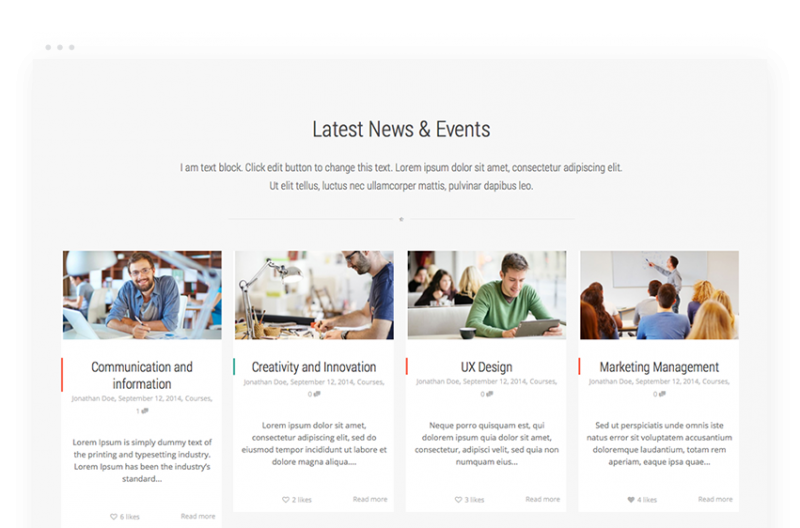 Latest News & Events
I am text block. Click edit button to change this text. Lorem ipsum dolor sit amet, consectetur adipiscing elit.
Ut elit tellus, luctus nec ullamcorper mattis, pulvinar dapibus leo.
Communication and
information
Jonathan Doe, September 12, 2014, Courses,
1
Lorem Ipsum is simply dummy text of
the printing and typesetting industry.
Lorem Ipsum has been the industry's
standard...
6 likes Read more
Creativity and Innovation
Jonathan Doe, September 12, 2014, Courses,
0
Lorem ipsum dolor sit amet,
consectetur adipiscing elit, sed do
eiusmod tempor incididunt ut labore et
dolore magna aliqua....
2 likes Read more
UX Design
Jonathan Doe, September 12, 2014, Courses,
0
Neque porro quisquam est, qui
dolorem ipsum quia dolor sit amet,
consectetur, adipisci velit, sed quia non
numquam eius...
3 likes Read more
Marketing Management
Jonathan Doe, September 12, 2014, Courses,
0
Sed ut perspiciatis unde omnis iste
natus error sit voluptatem accusantium
doloremque laudantium, totam rem
aperiam, eaque ipsa quae...
4 likes Read more